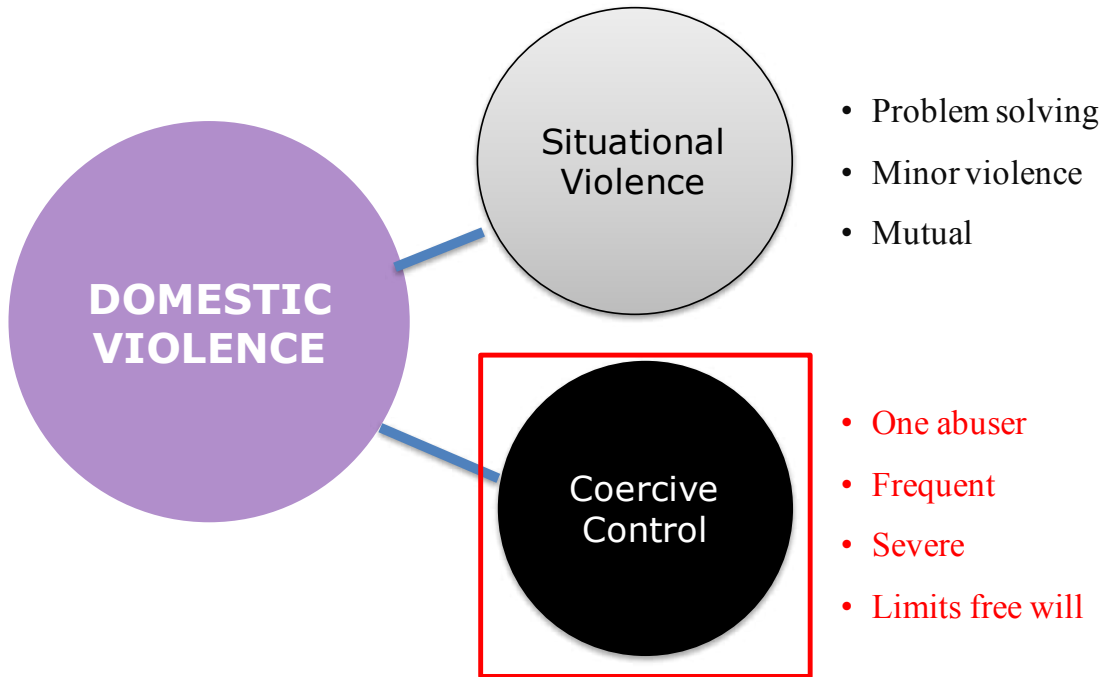 DOMESTIC
VIOLENCE
Situational
Violence
• Problem solving
• Minor violence
• Mutual
Coercive
Control
• One abuser
• Frequent
• Severe
• Limits free will